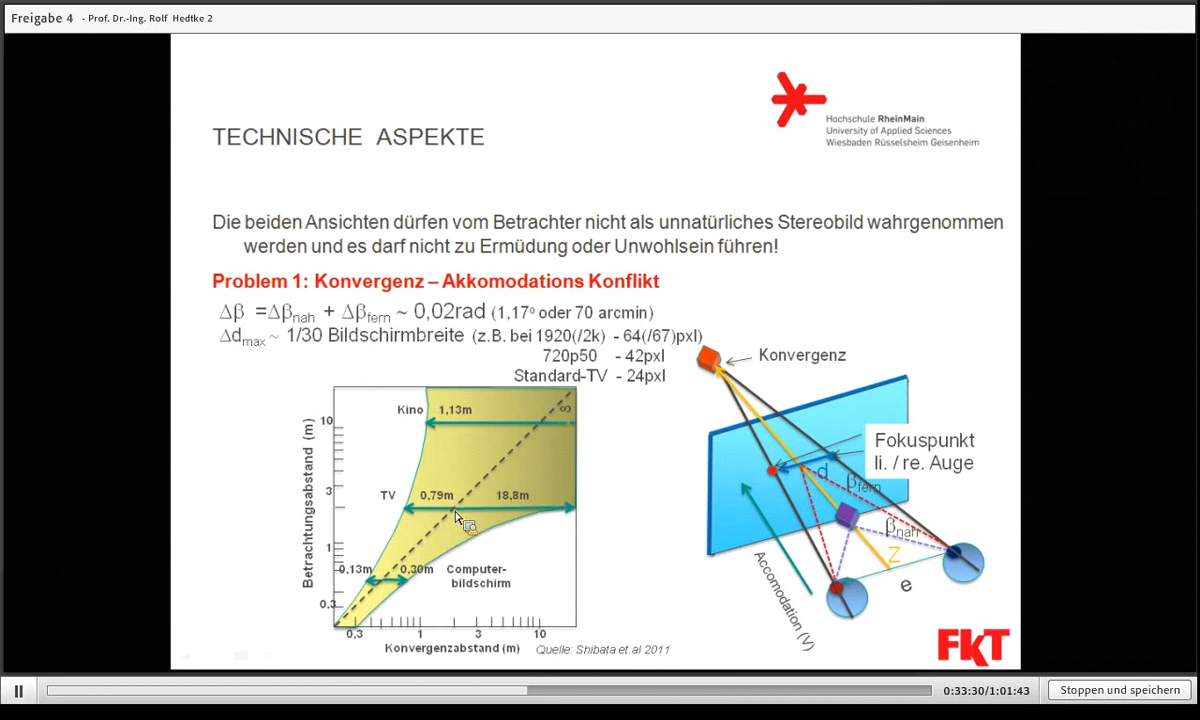 Freigabe 4 - Prof. Dr.-Ing. Rolf Hedtke 2
Hochschule RheinMain
University of Applied Sciences
Wiesbaden Rüsselsheim Geisenheim
TECHNISCHE ASPEKTE
Die beiden Ansichten dürfen vom Betrachter nicht als unnatürliches Stereobild wahrgenommen
werden und es darf nicht zu Ermüdung oder Unwohlsein führen!
Problem 1: Konvergenz – Akkomodations Konflikt
Δβ =Δβnah + Δβfern ~ 0,02rad (1,17º oder 70 arcmin)
Δdmax ~ 1/30 Bildschirmbreite (z.B. bei 1920(/2k) - 64(/67)pxl)
720p50 - 42pxl
Standard-TV - 24pxl
Betrachtungsabstand (m)
10
3
1
0,3
Kino 1,13m ∞
TV 0,79m 18,8m
0,13m 0,30m Computer-
bildschirm
0,3 1 3 10
Konvergenzabstand (m)
Quelle: Shibata et.al 2011
Konvergenz
Fokuspunkt
li. / re. Auge
d
βfern
βnah
Z
e
Accomodation (V)
FKT
0:33:30/1:01:43
Stoppen und speichern